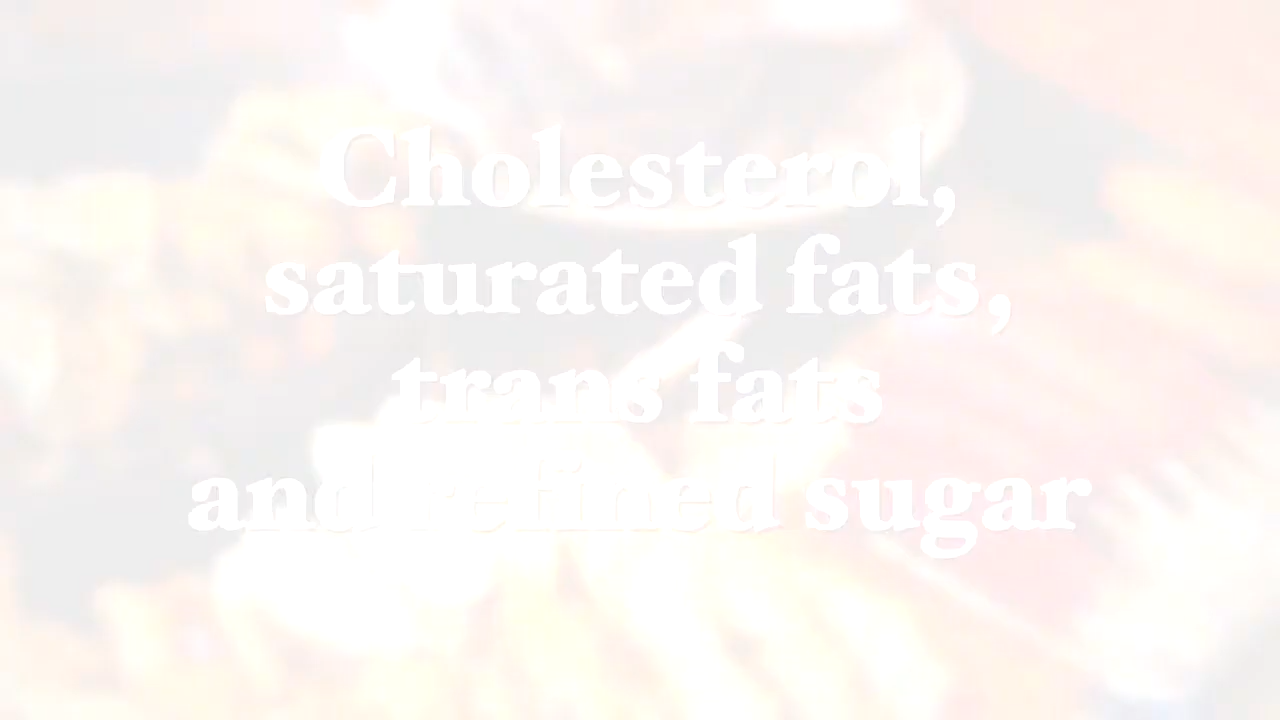 Cholesterol,
saturated fats,
trans fats
and refined sugar